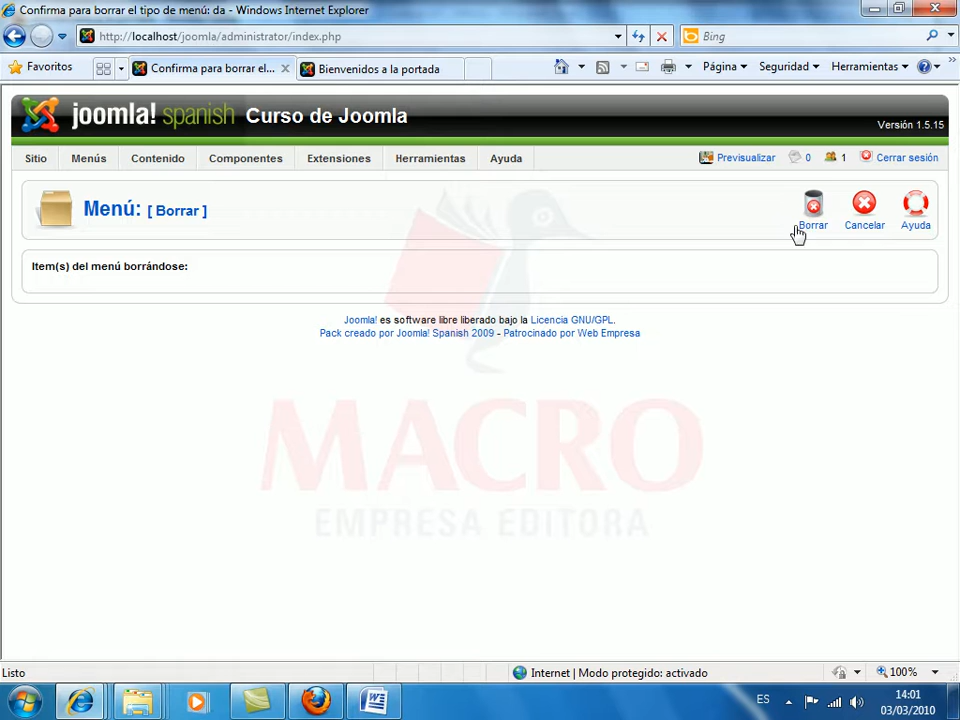 Confirma para borrar el tipo de menú: da - Windows Internet Explorer
http://localhost/joomla/administrator/index.php
Bing
Favoritos
Confirma para borrar el...
Bienvenidos a la portada
Página
Seguridad
Herramientas
joomla! spanish Curso de Joomla
Versión 1.5.15
Sitio Menús Contenido Componentes Extensiones Herramientas Ayuda
Previsualizar 0 1 Cerrar sesión
Menú: [ Borrar ]
Borrar Cancelar Ayuda
Item(s) del menú borrándose:
Joomla! es software libre liberado bajo la Licencia GNU/GPL.
Pack creado por Joomla! Spanish 2009 - Patrocinado por Web Empresa
MACRO
EMPRESA EDITORA
Listo
Internet | Modo protegido: activado
100%
ES
14:01
03/03/2010